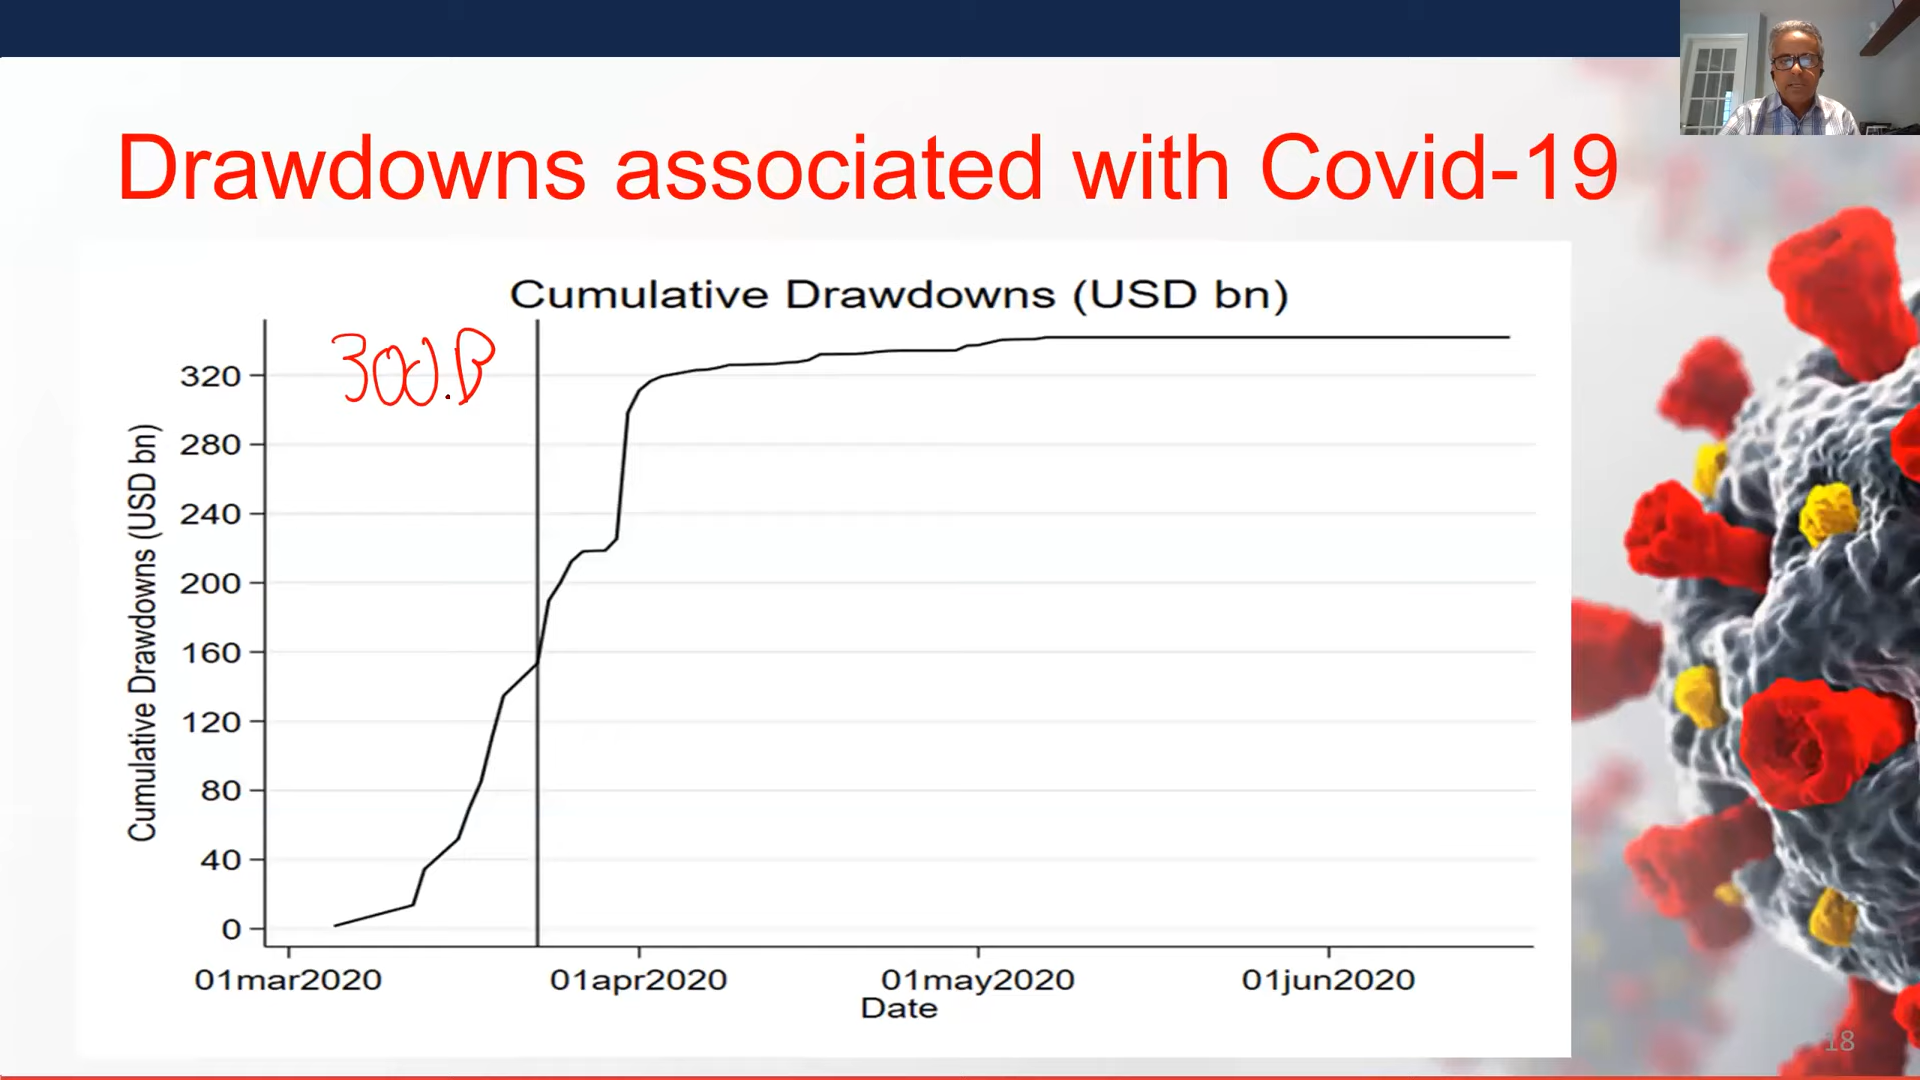 Drawdowns associated with Covid-19
Cumulative Drawdowns (USD bn)
300.B
Cumulative Drawdowns (USD bn)
320
280
240
200
160
120
80
40
0
01mar2020 01apr2020 01may2020 01jun2020
Date
18